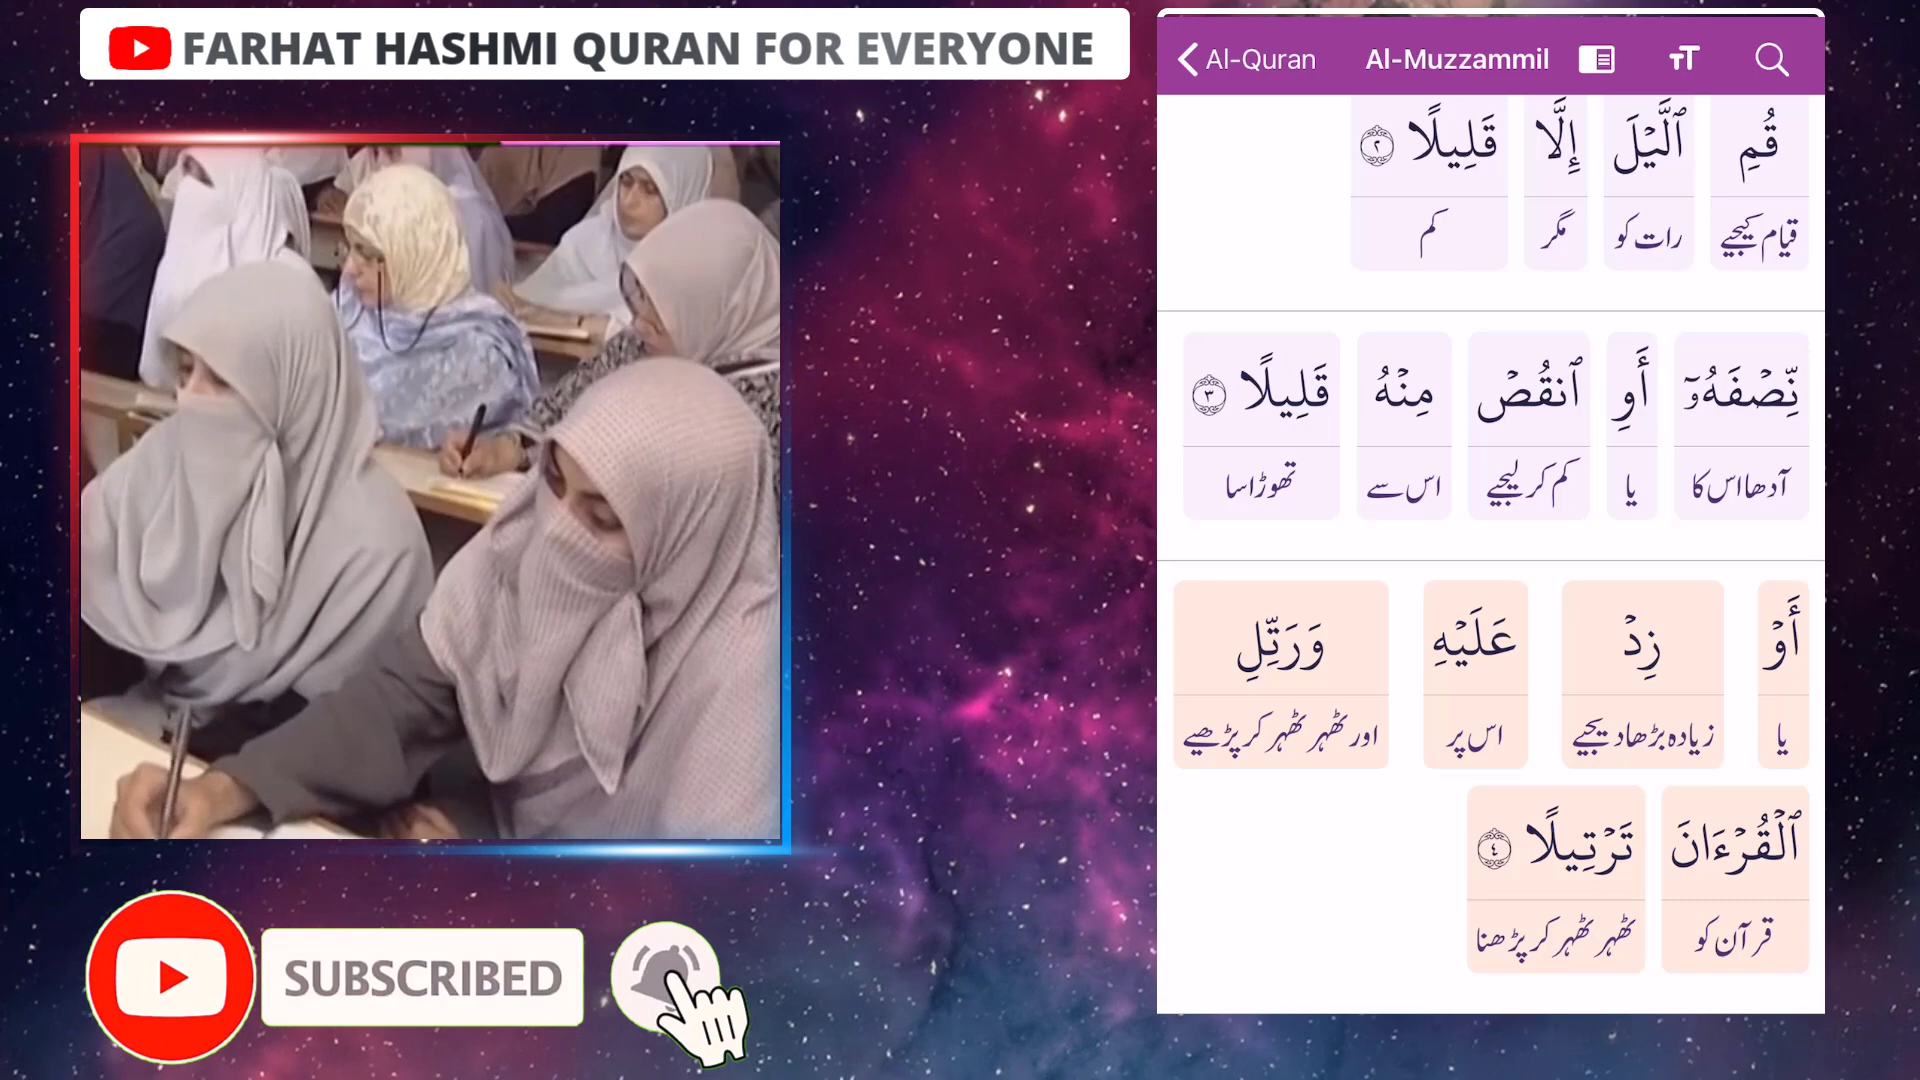 FARHAT HASHMI QURAN FOR EVERYONE
Al-Quran Al-Muzzammil
قُمِ ٱلَّيْلَ إِلَّا قَلِيلًا ٢
قیام کیجیے رات کو مگر کم
نِّصْفَهُۥٓ أَوِ ٱنقُصْ مِنْهُ قَلِيلًا ٣
آدھا اس کا یا کم کر لیجیے اس سے تھوڑا سا
أَوْ زِدْ عَلَيْهِ وَرَتِّلِ
یا زیادہ بڑھا دیجیے اس پر اور ٹھہر ٹھہر کر پڑھیے
ٱلْقُرْءَانَ تَرْتِيلًا ٤
قرآن کو ٹھہر ٹھہر کر پڑھنا
SUBSCRIBED